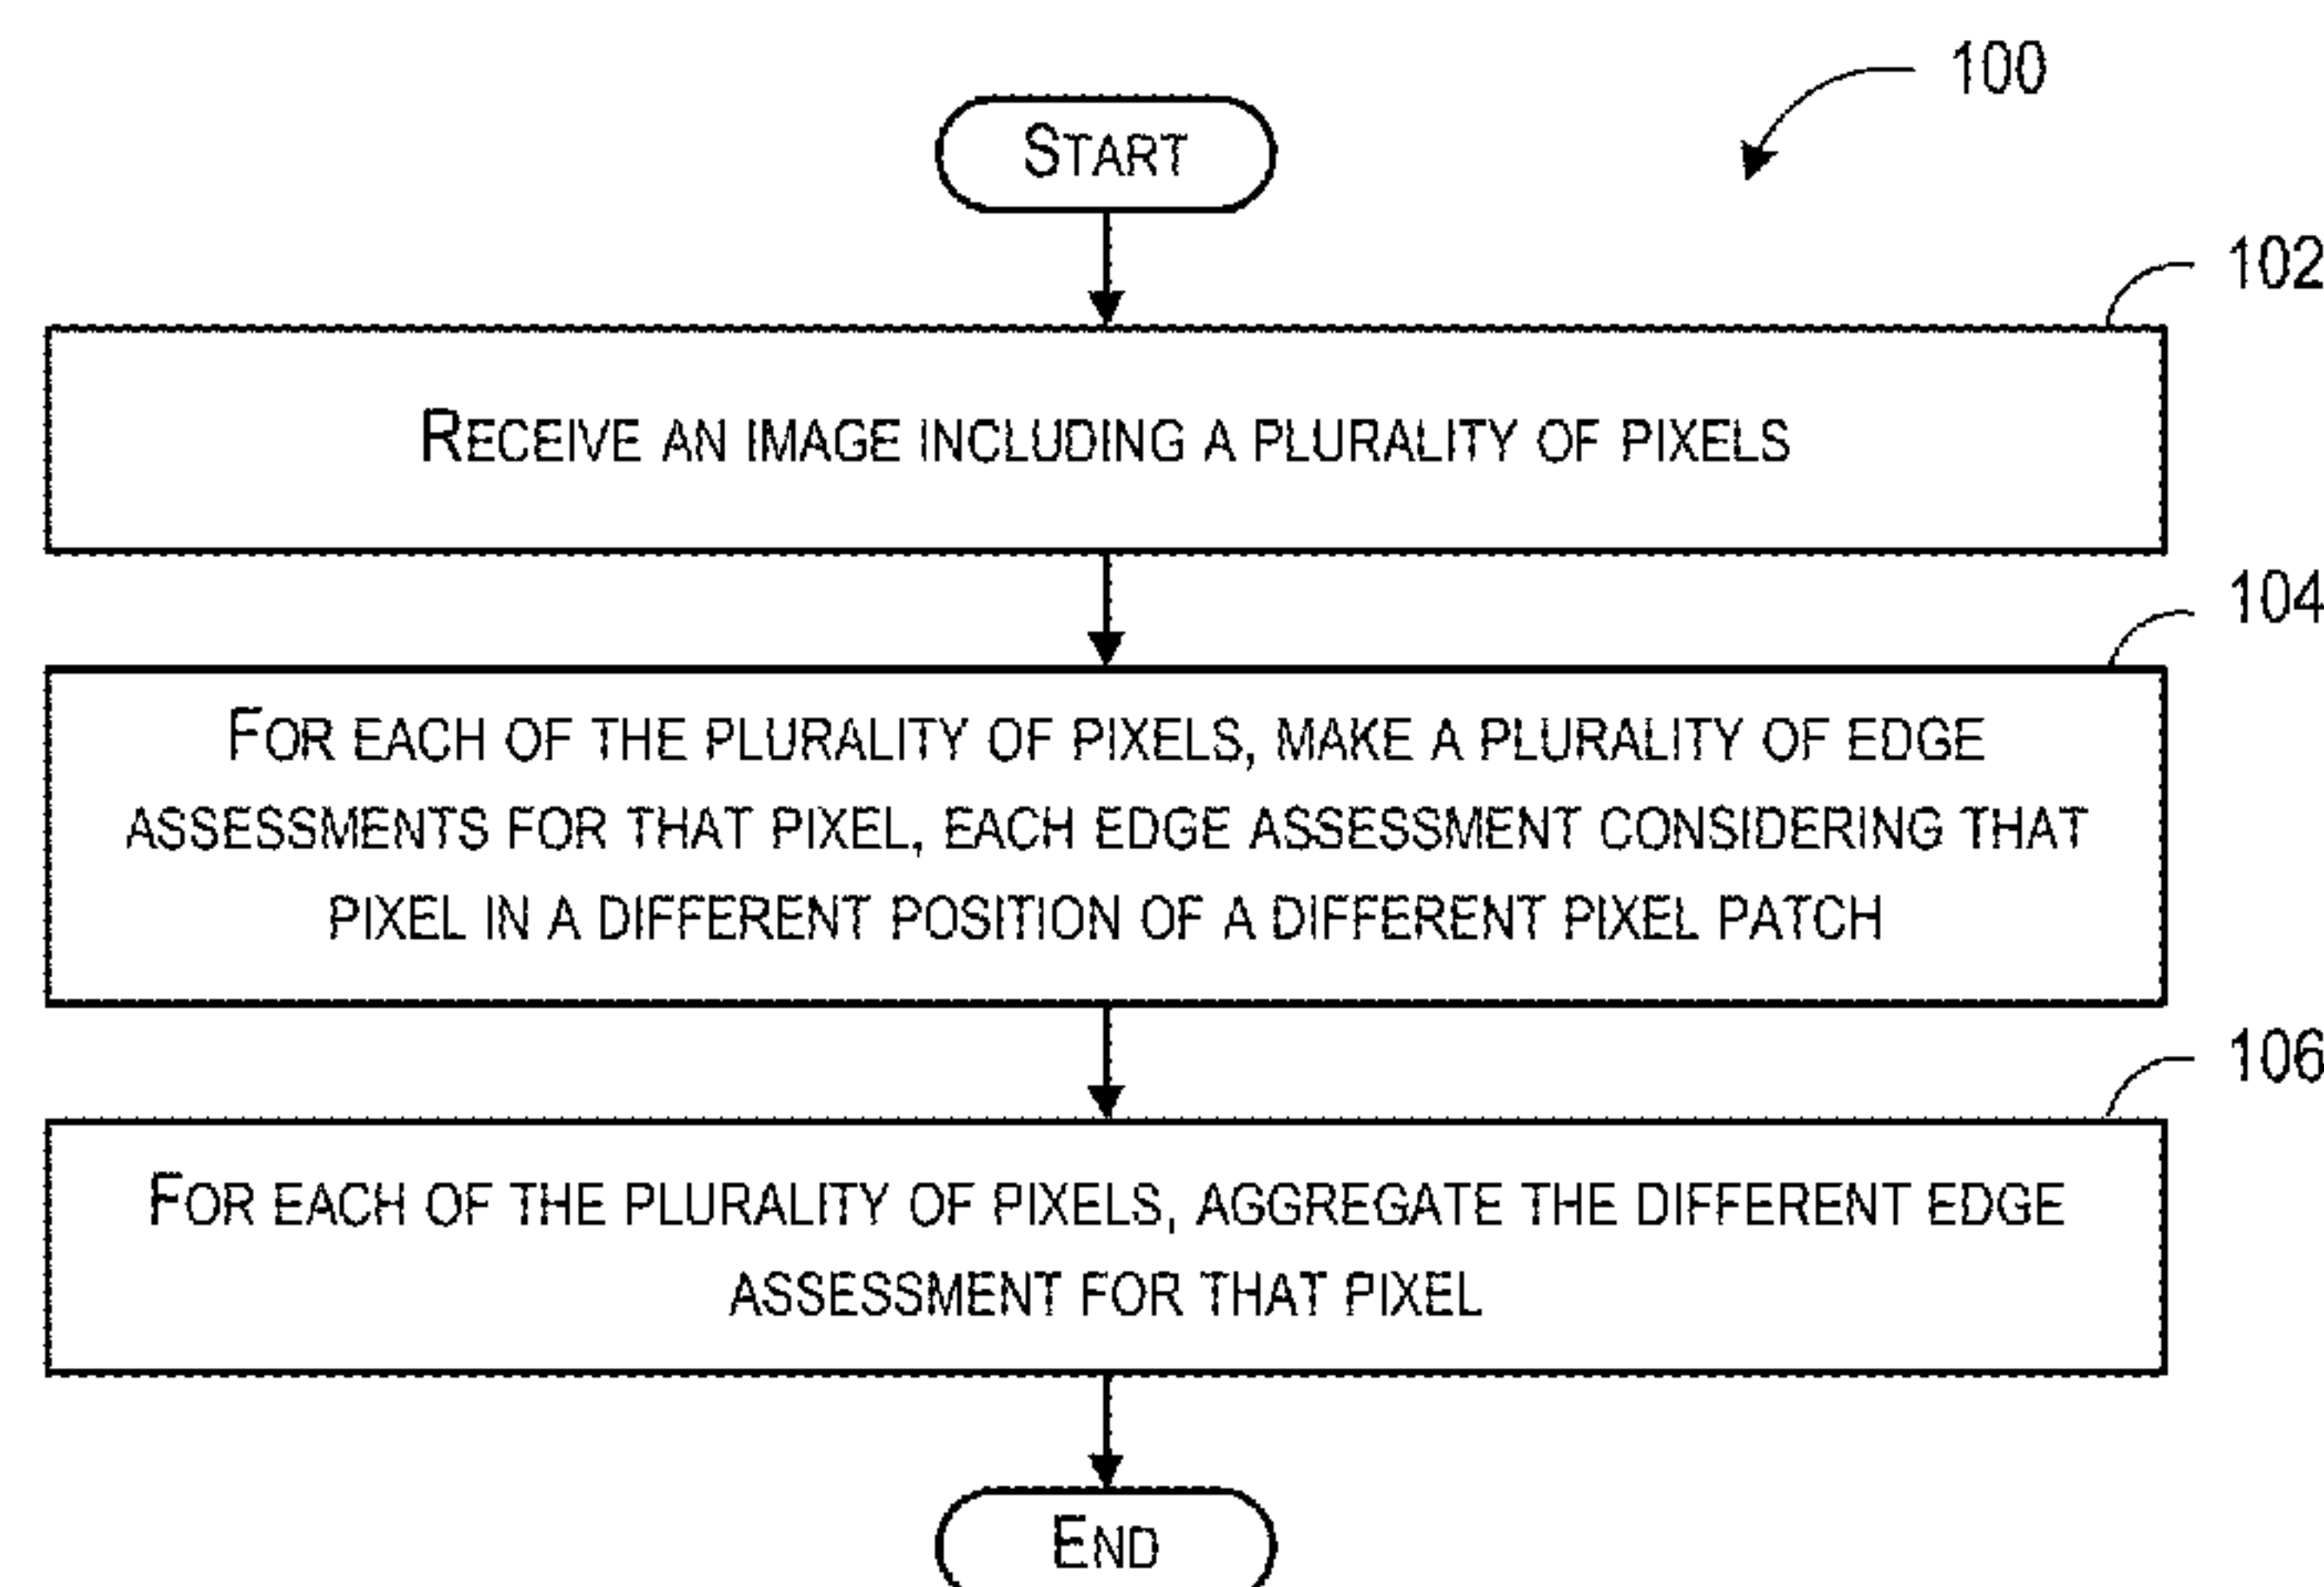 100
START
102
RECEIVE AN IMAGE INCLUDING A PLURALITY OF PIXELS
104
FOR EACH OF THE PLURALITY OF PIXELS, MAKE A PLURALITY OF EDGE
ASSESSMENTS FOR THAT PIXEL, EACH EDGE ASSESSMENT CONSIDERING THAT
PIXEL IN A DIFFERENT POSITION OF A DIFFERENT PIXEL PATCH
106
FOR EACH OF THE PLURALITY OF PIXELS, AGGREGATE THE DIFFERENT EDGE
ASSESSMENT FOR THAT PIXEL
END